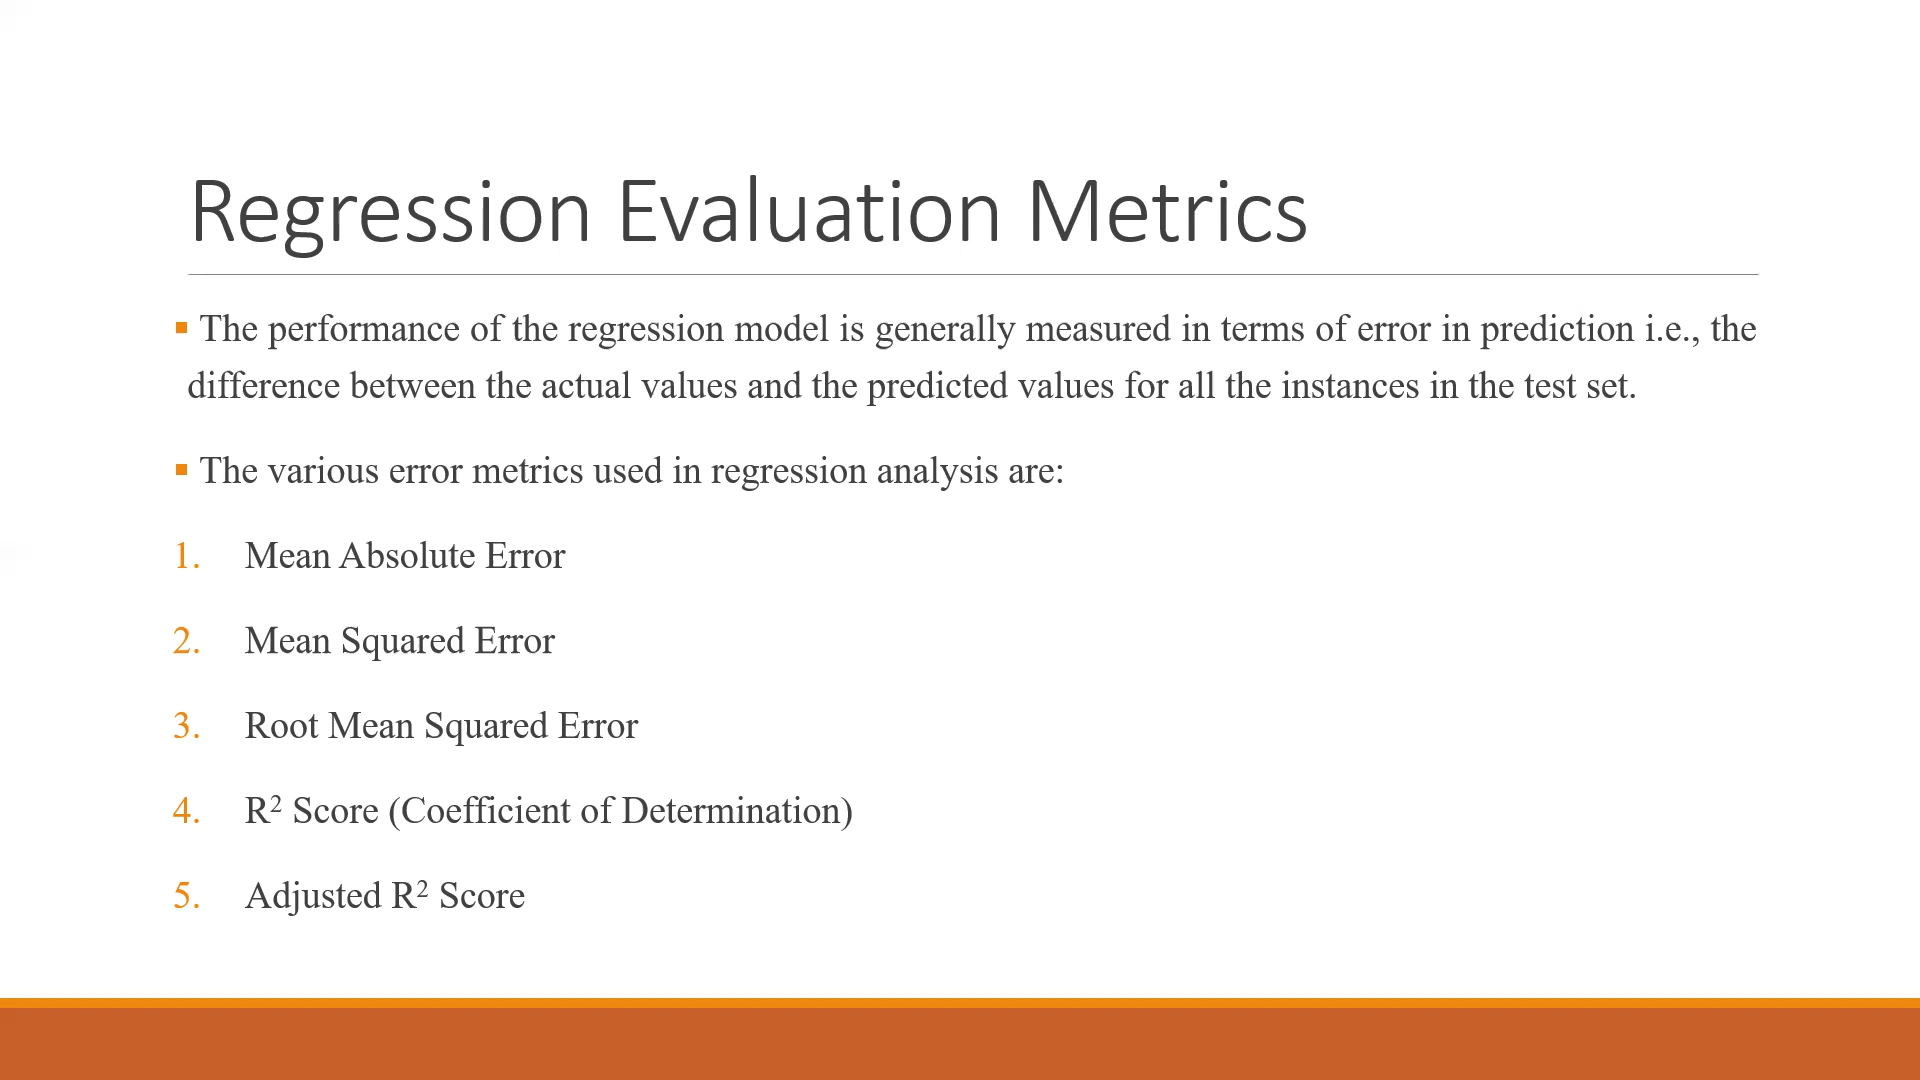 Regression Evaluation Metrics
▪ The performance of the regression model is generally measured in terms of error in prediction i.e., the
difference between the actual values and the predicted values for all the instances in the test set.
▪ The various error metrics used in regression analysis are:
1. Mean Absolute Error
2. Mean Squared Error
3. Root Mean Squared Error
4. R² Score (Coefficient of Determination)
5. Adjusted R² Score